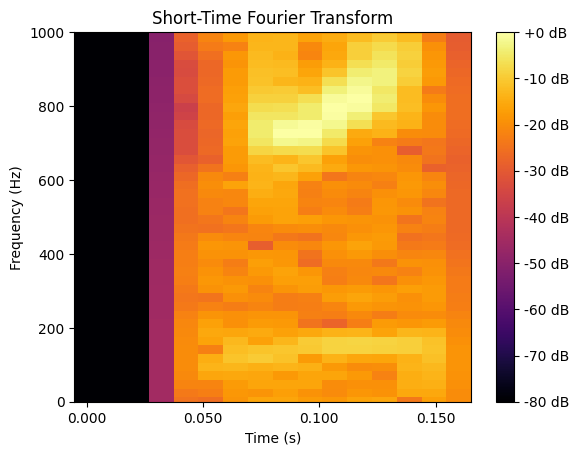 Short-Time Fourier Transform
1000
800
600
400
200
0
Frequency (Hz)
0.000
0.050
0.100
0.150
Time (s)
+0 dB
-10 dB
-20 dB
-30 dB
-40 dB
-50 dB
-60 dB
-70 dB
-80 dB